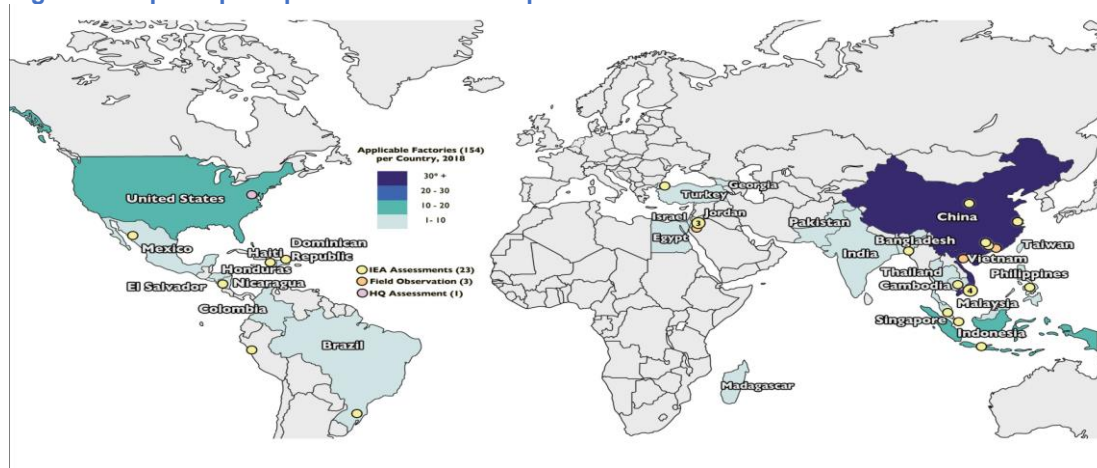 Applicable Factories (154)
per Country, 2018
30* +
20 - 30
10 - 20
1- 10
IEA Assessments (23)
Field Observation (3)
HQ Assessment (1)
United States
Mexico
Haiti
Dominican
Republic
Honduras
El Salvador
Nicaragua
Colombia
Brazil
Georgia
Turkey
Israel
Jordan
3
Egypt
Pakistan
China
India
Bangladesh
Taiwan
Vietnam
Thailand
Philippines
Cambodia
4
Malaysia
Singapore
Indonesia
Madagascar